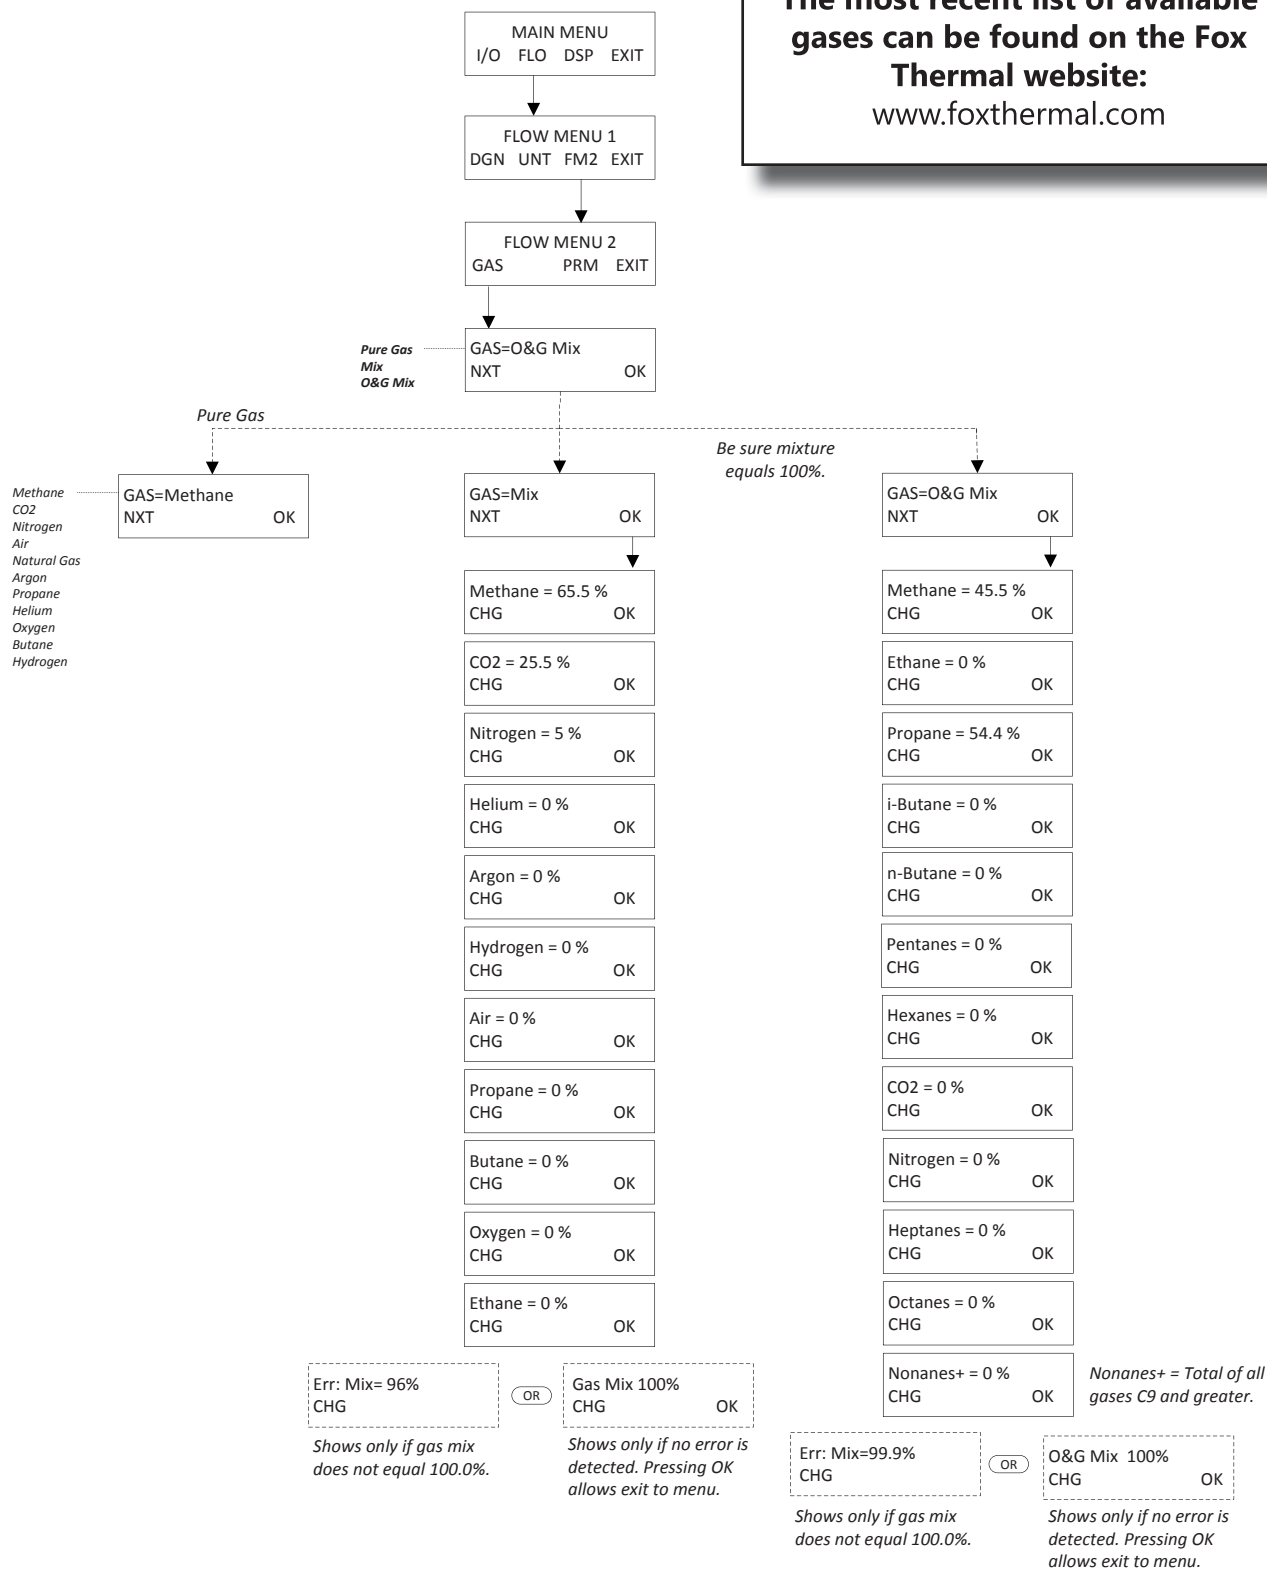 The most recent list of available
gases can be found on the Fox
Thermal website:
www.foxthermal.com
MAIN MENU
I/O FLO DSP EXIT
FLOW MENU 1
DGN UNT FM2 EXIT
FLOW MENU 2
GAS PRM EXIT
Pure Gas
Mix
O&G Mix
GAS=O&G Mix
NXT OK
Pure Gas
Be sure mixture
equals 100%.
Methane
CO2
Nitrogen
Air
Natural Gas
Argon
Propane
Helium
Oxygen
Butane
Hydrogen
GAS=Methane
NXT OK
GAS=Mix
NXT OK
Methane = 65.5 %
CHG OK
CO2 = 25.5 %
CHG OK
Nitrogen = 5 %
CHG OK
Helium = 0 %
CHG OK
Argon = 0 %
CHG OK
Hydrogen = 0 %
CHG OK
Air = 0 %
CHG OK
Propane = 0 %
CHG OK
Butane = 0 %
CHG OK
Oxygen = 0 %
CHG OK
Ethane = 0 %
CHG OK
Err: Mix= 96%
CHG
Shows only if gas mix
does not equal 100.0%.
OR
Gas Mix 100%
CHG OK
Shows only if no error is
detected. Pressing OK
allows exit to menu.
GAS=O&G Mix
NXT OK
Methane = 45.5 %
CHG OK
Ethane = 0 %
CHG OK
Propane = 54.4 %
CHG OK
i-Butane = 0 %
CHG OK
n-Butane = 0 %
CHG OK
Pentanes = 0 %
CHG OK
Hexanes = 0 %
CHG OK
CO2 = 0 %
CHG OK
Nitrogen = 0 %
CHG OK
Heptanes = 0 %
CHG OK
Octanes = 0 %
CHG OK
Nonanes+ = 0 %
CHG OK
Nonanes+ = Total of all
gases C9 and greater.
Err: Mix=99.9%
CHG
Shows only if gas mix
does not equal 100.0%.
OR
O&G Mix 100%
CHG OK
Shows only if no error is
detected. Pressing OK
allows exit to menu.